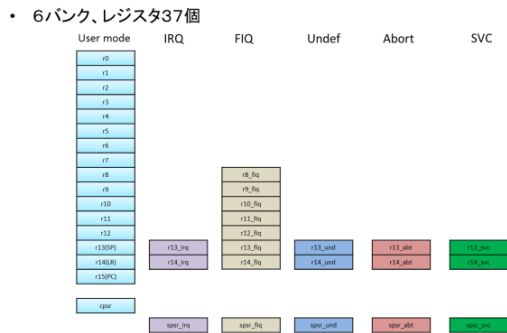 • 6バンク、レジスタ37個
User mode IRQ FIQ Undef Abort SVC
r0
r1
r2
r3
r4
r5
r6
r7
r8 r8_fiq
r9 r9_fiq
r10 r10_fiq
r11 r11_fiq
r12 r12_fiq
r13(SP) r13_irq r13_fiq r13_und r13_abt r13_svc
r14(LR) r14_irq r14_fiq r14_und r14_abt r14_svc
r15(PC)
cpsr
spsr_irq spsr_fiq spsr_und spsr_abt spsr_svc